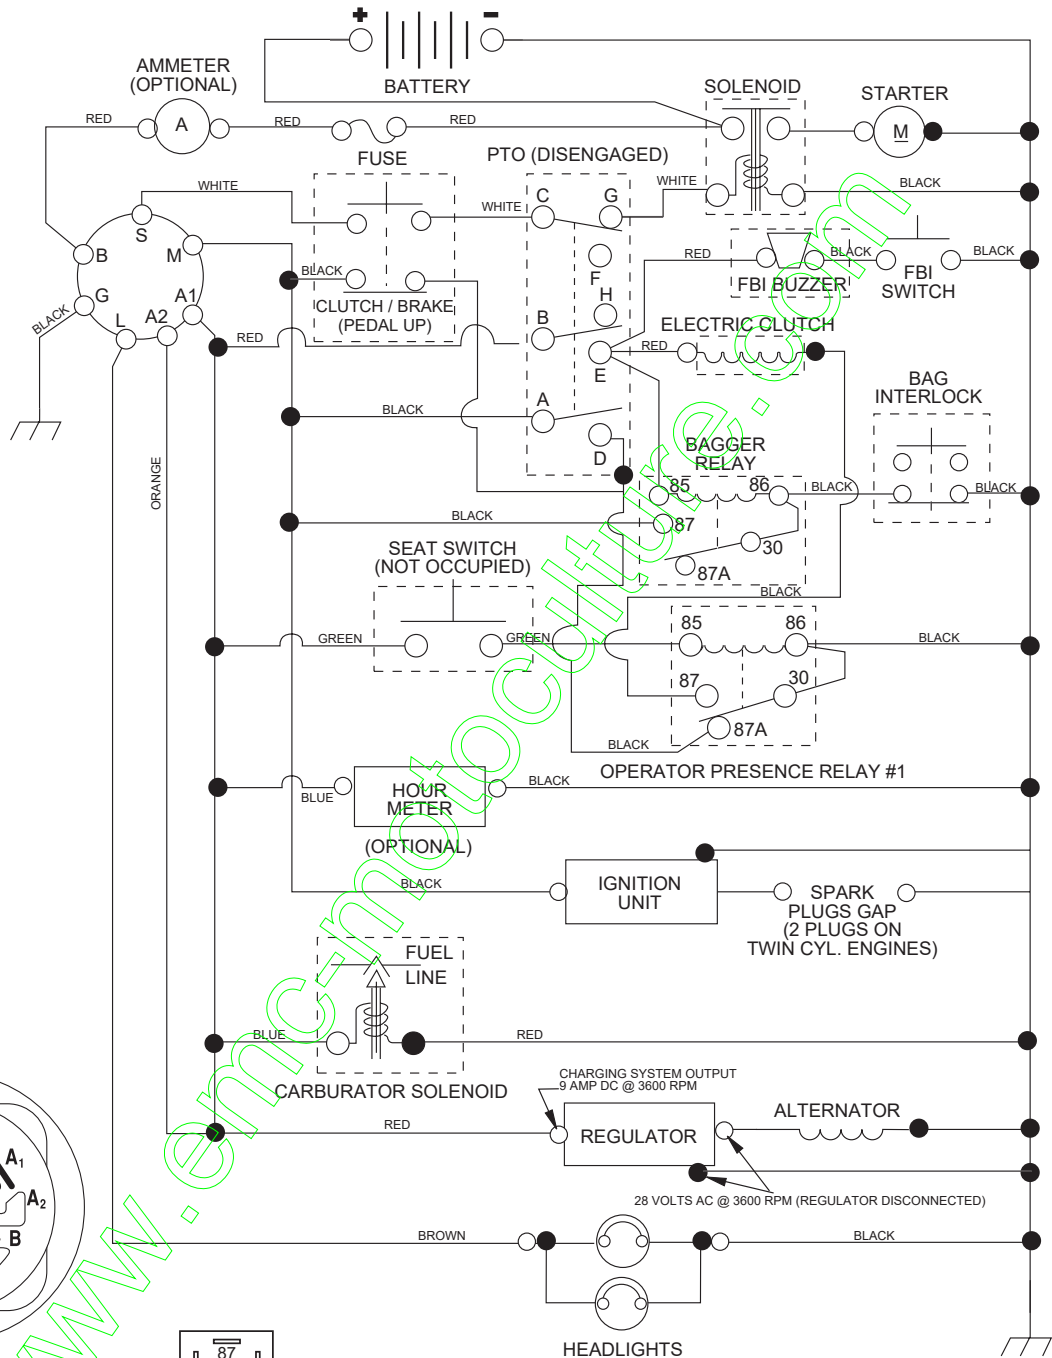 + -
BATTERY
AMMETER
(OPTIONAL)
SOLENOID
STARTER
RED
A
RED
RED
M
FUSE
PTO (DISENGAGED)
WHITE
WHITE
WHITE
BLACK
C
G
S
B
M
F
RED
BLACK
BLACK
FBI BUZZER
FBI
SWITCH
BLACK
G
A1
L
A2
CLUTCH / BRAKE
(PEDAL UP)
H
B
BLACK
RED
ELECTRIC CLUTCH
RED
E
BAG
INTERLOCK
A
BLACK
D
BAGGER
RELAY
ORANGE
85
86
BLACK
BLACK
BLACK
87
30
87A
SEAT SWITCH
(NOT OCCUPIED)
BLACK
GREEN
GREEN
85
86
BLACK
87
30
87A
BLACK
OPERATOR PRESENCE RELAY #1
BLUE
HOUR
METER
BLACK
(OPTIONAL)
BLACK
IGNITION
UNIT
SPARK
PLUGS GAP
(2 PLUGS ON
TWIN CYL. ENGINES)
FUEL
LINE
BLUE
RED
CARBURATOR SOLENOID
CHARGING SYSTEM OUTPUT
9 AMP DC @ 3600 RPM
RED
REGULATOR
ALTERNATOR
28 VOLTS AC @ 3600 RPM (REGULATOR DISCONNECTED)
A1
A2
B
BROWN
BLACK
HEADLIGHTS
87
www.emc-motoculture.com